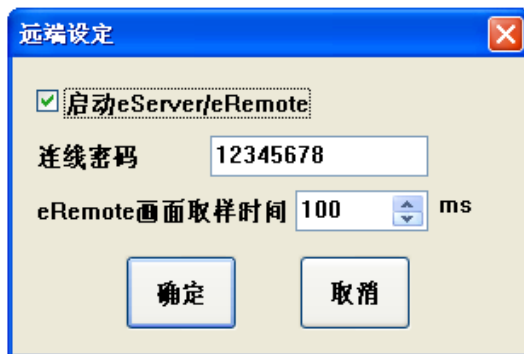 远端设定
启动eServer/eRemote
连线密码 12345678
eRemote画面取样时间 100 ms
确定 取消